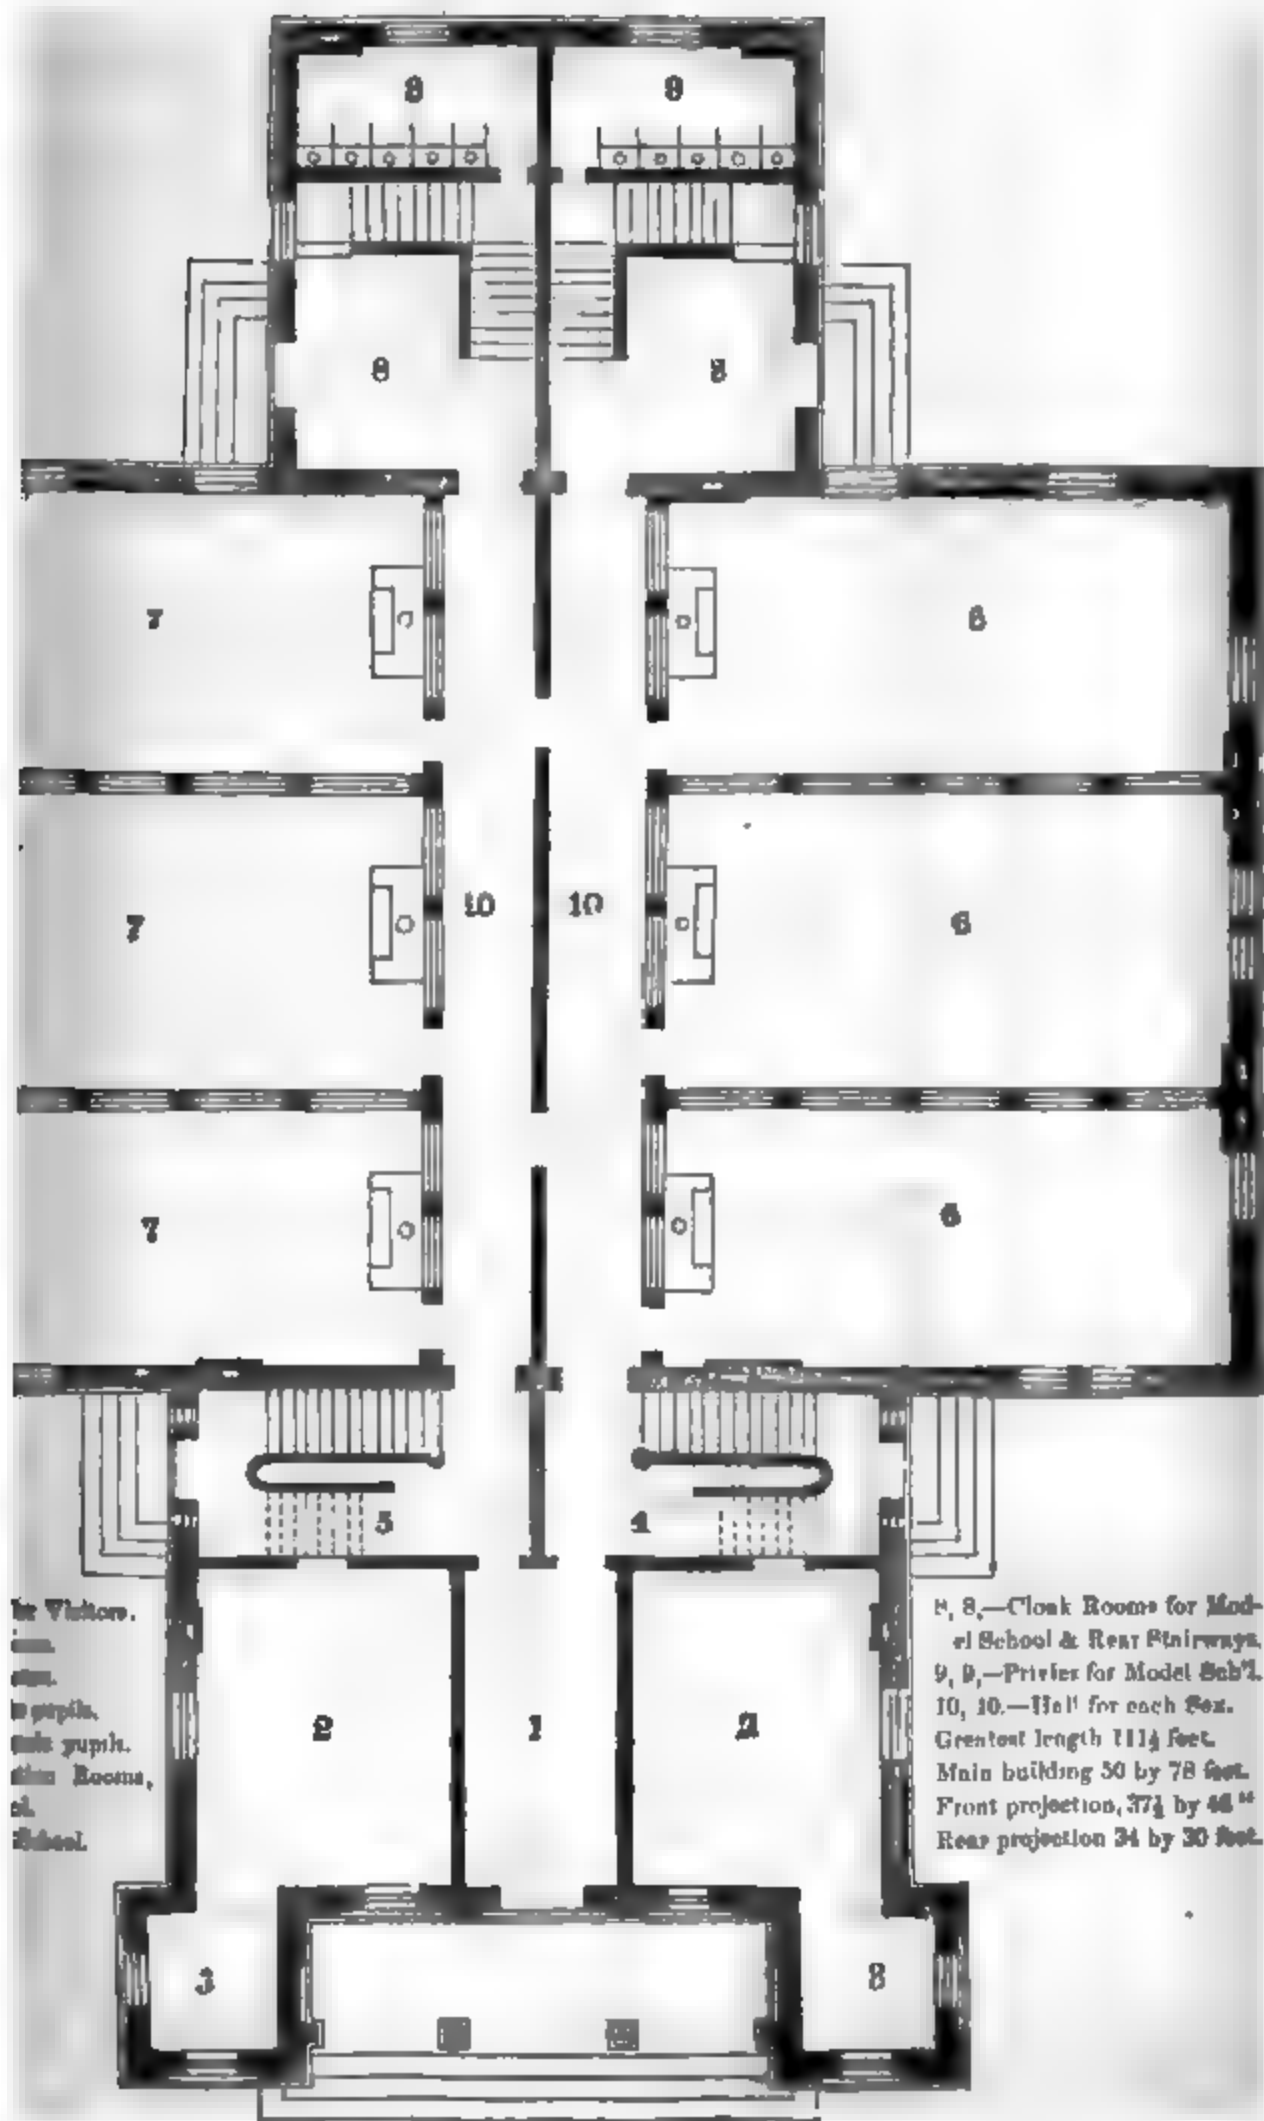 9 9
8 8
7 6
7 10 10 6
7 6
5 4
Visitors.
pupils.
pupils.
Rooms,
School.
2 1 2
8, 8,—Cloak Rooms for Mod-
el School & Rear Stairways.
9, 9,—Privies for Model Sch'l.
10, 10.—Hall for each Sex.
Greatest length 111½ feet.
Main building 50 by 78 feet.
Front projection, 37½ by 46 "
Rear projection 34 by 30 feet.
3 3